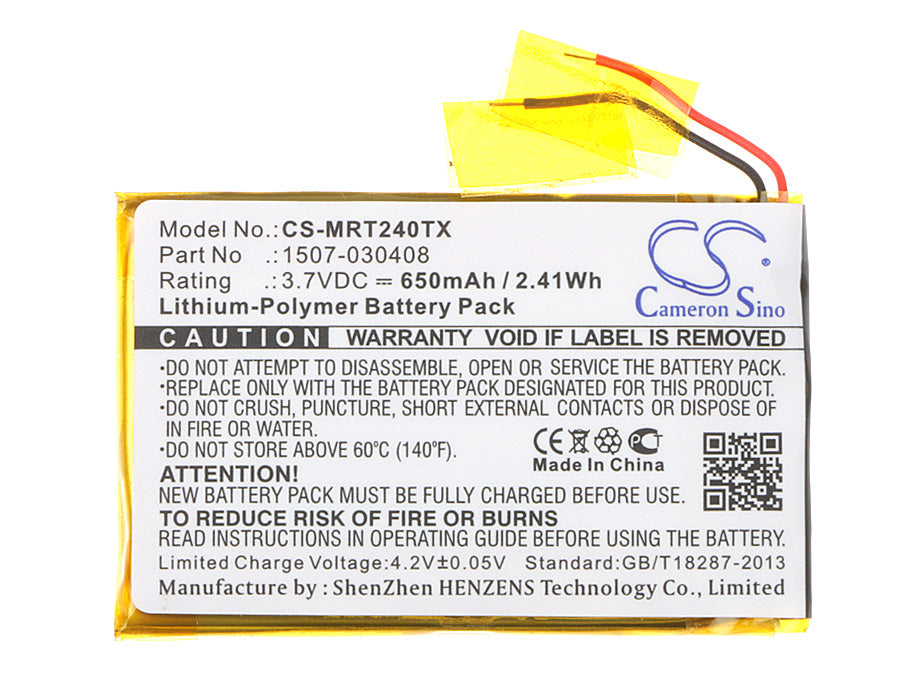 Model No.:CS-MRT240TX
Part No .:1507-030408
Rating .:3.7VDC ⎓ 650mAh / 2.41Wh
Lithium-Polymer Battery Pack
CS
®
Cameron Sino
CAUTION WARRANTY VOID IF LABEL IS REMOVED
•DO NOT ATTEMPT TO DISASSEMBLE, OPEN OR SERVICE THE BATTERY PACK.
•REPLACE ONLY WITH THE BATTERY PACK DESIGNATED FOR THIS PRODUCT.
•DO NOT CRUSH, PUNCTURE, SHORT EXTERNAL CONTACTS OR DISPOSE OF
IN FIRE OR WATER.
•DO NOT STORE ABOVE 60°C (140°F).
CE PCT
Made In China
ATTENTION!
NEW BATTERY PACK MUST BE FULLY CHARGED BEFORE USE.
TO REDUCE RISK OF FIRE OR BURNS
READ INSTRUCTIONS IN DEVICE USER GUIDE BEFORE USING THE BATTERY.
Limited Charge Voltage:4.2V±0.05V Standard:GB/T18287-2013
Manufacture by : ShenZhen HENZENS Technology Co., Limited